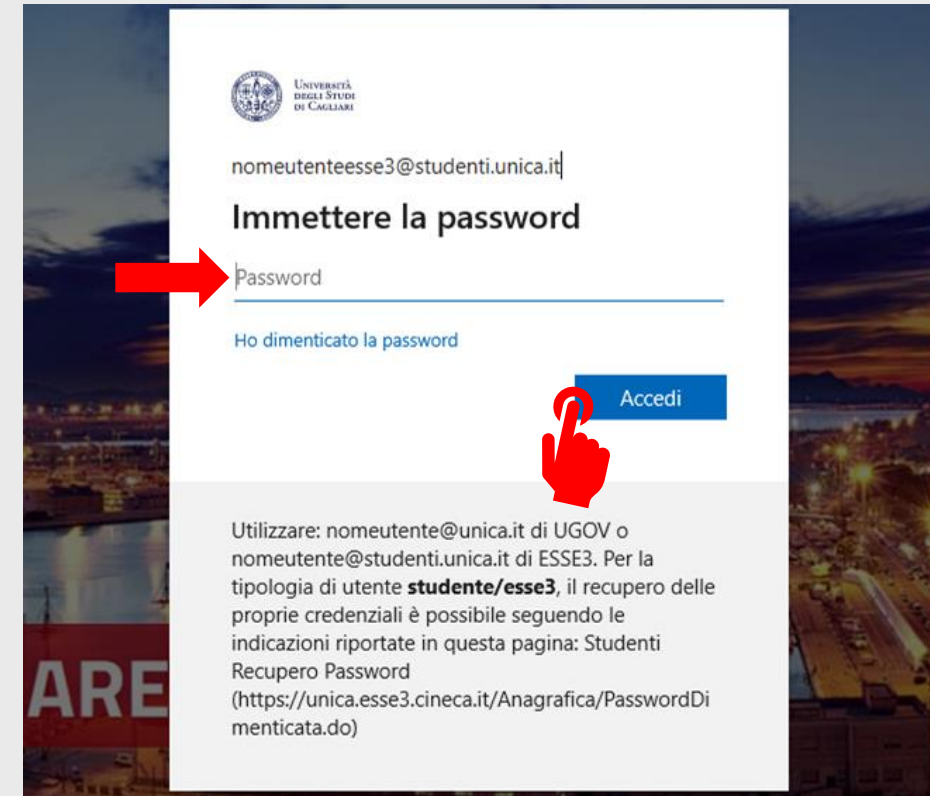 UNIVERSITÀ
DEGLI STUDI
DI CAGLIARI
nomeutenteesse3@studenti.unica.it
Immettere la password
Password
Ho dimenticato la password
Accedi
Utilizzare: nomeutente@unica.it di UGOV o
nomeutente@studenti.unica.it di ESSE3. Per la
tipologia di utente studente/esse3, il recupero delle
proprie credenziali è possibile seguendo le
indicazioni riportate in questa pagina: Studenti
Recupero Password
(https://unica.esse3.cineca.it/Anagrafica/PasswordDi
menticata.do)
ARE